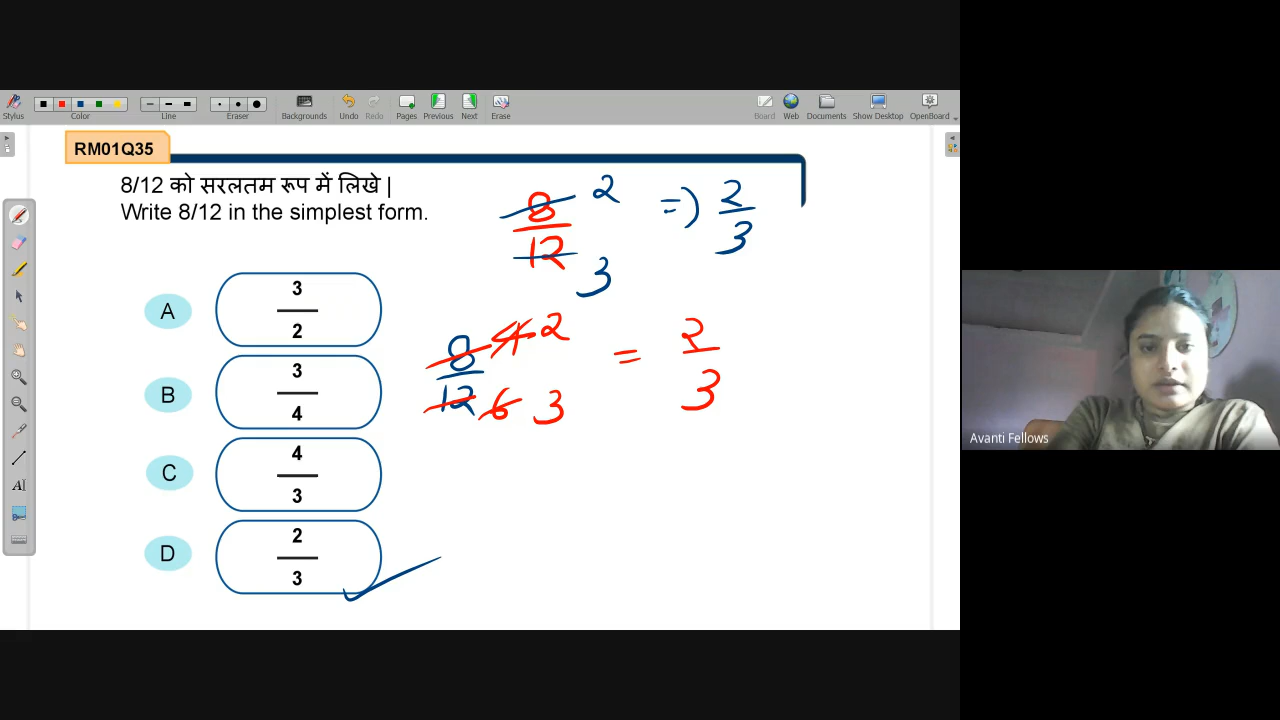 Stylus
Color
Line
Eraser
Backgrounds
Undo
Redo
Pages
Previous
Next
Erase
Board
Web
Documents
Show Desktop
OpenBoard
RM01Q35
8/12 को सरलतम रूप में लिखे |
Write 8/12 in the simplest form.
8 2
12 3
=) 2
3
A
3
2
B
3
4
C
4
3
D
2
3
8 4 2
12 6 3
= 2
3
Avanti Fellows